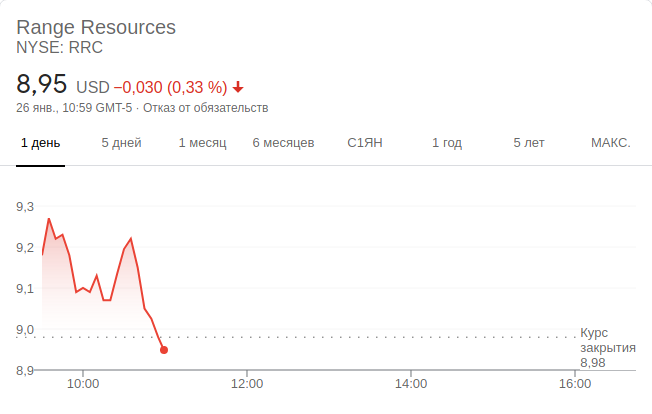 Range Resources
NYSE: RRC
8,95 USD −0,030 (0,33 %)
26 янв., 10:59 GMT-5 · Отказ от обязательств
1 день 5 дней 1 месяц 6 месяцев С1ЯН 1 год 5 лет МАКС.
9,3
9,2
9,1
9,0
Курс
закрытия
8,98
8,9
10:00 12:00 14:00 16:00